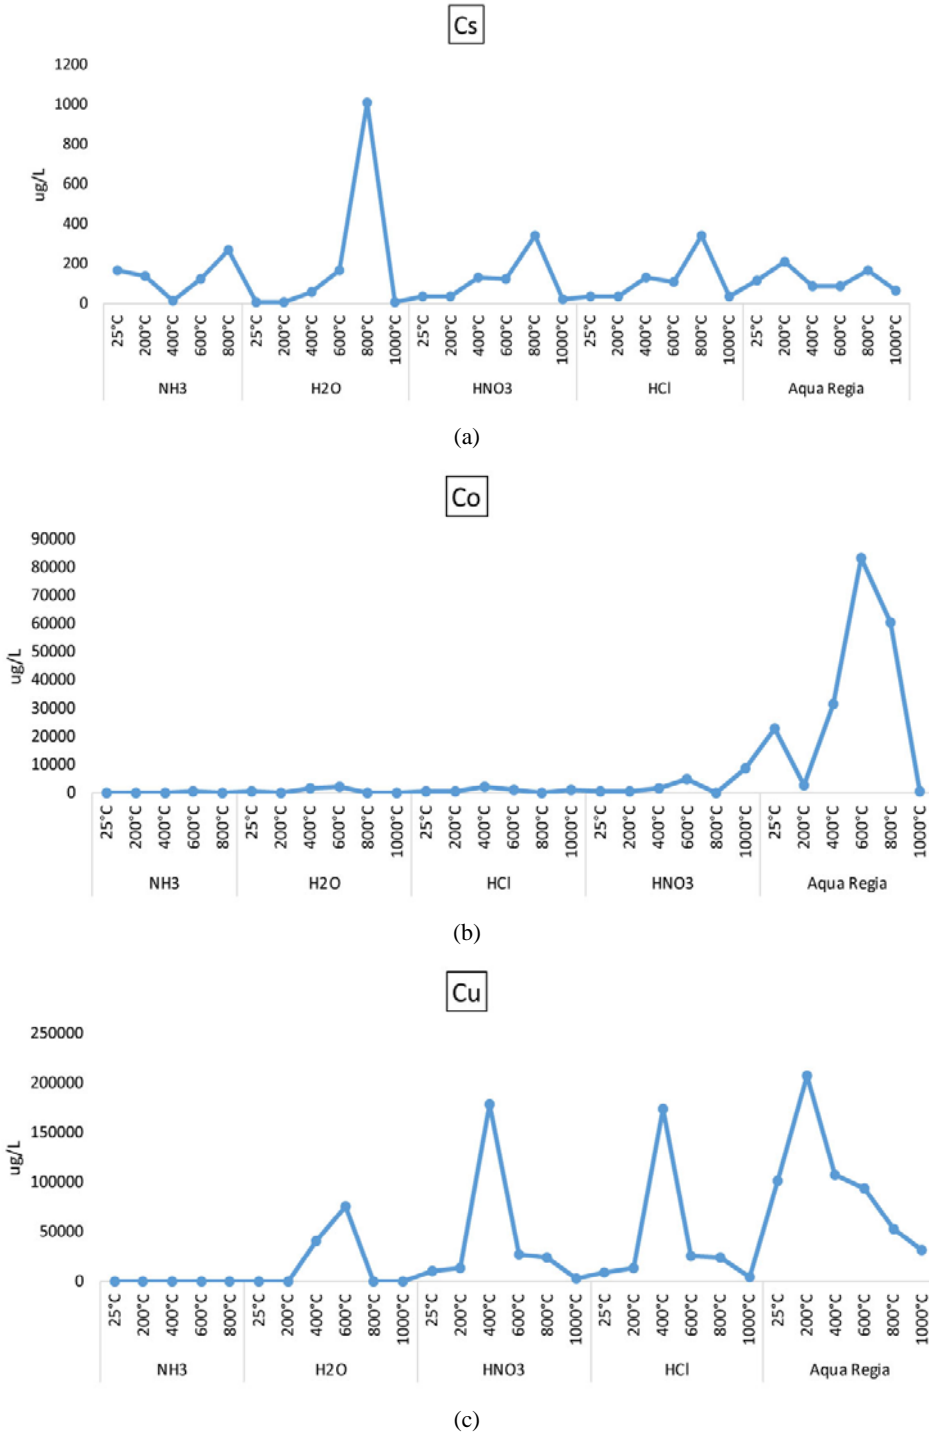 Cs
1200
1000
800
600
400
200
0
ug/L
25°C 200°C 400°C 600°C 800°C 25°C 200°C 400°C 600°C 800°C 1000°C 25°C 200°C 400°C 600°C 800°C 1000°C 25°C 200°C 400°C 600°C 800°C 1000°C 25°C 200°C 400°C 600°C 800°C 1000°C
NH3 H2O HNO3 HCl Aqua Regia
(a)
Co
90000
80000
70000
60000
50000
40000
30000
20000
10000
0
ug/L
25°C 200°C 400°C 600°C 800°C 25°C 200°C 400°C 600°C 800°C 1000°C 25°C 200°C 400°C 600°C 800°C 1000°C 25°C 200°C 400°C 600°C 800°C 1000°C 25°C 200°C 400°C 600°C 800°C 1000°C
NH3 H2O HCl HNO3 Aqua Regia
(b)
Cu
250000
200000
150000
100000
50000
0
ug/L
25°C 200°C 400°C 600°C 800°C 25°C 200°C 400°C 600°C 800°C 1000°C 25°C 200°C 400°C 600°C 800°C 1000°C 25°C 200°C 400°C 600°C 800°C 1000°C 25°C 200°C 400°C 600°C 800°C 1000°C
NH3 H2O HNO3 HCl Aqua Regia
(c)